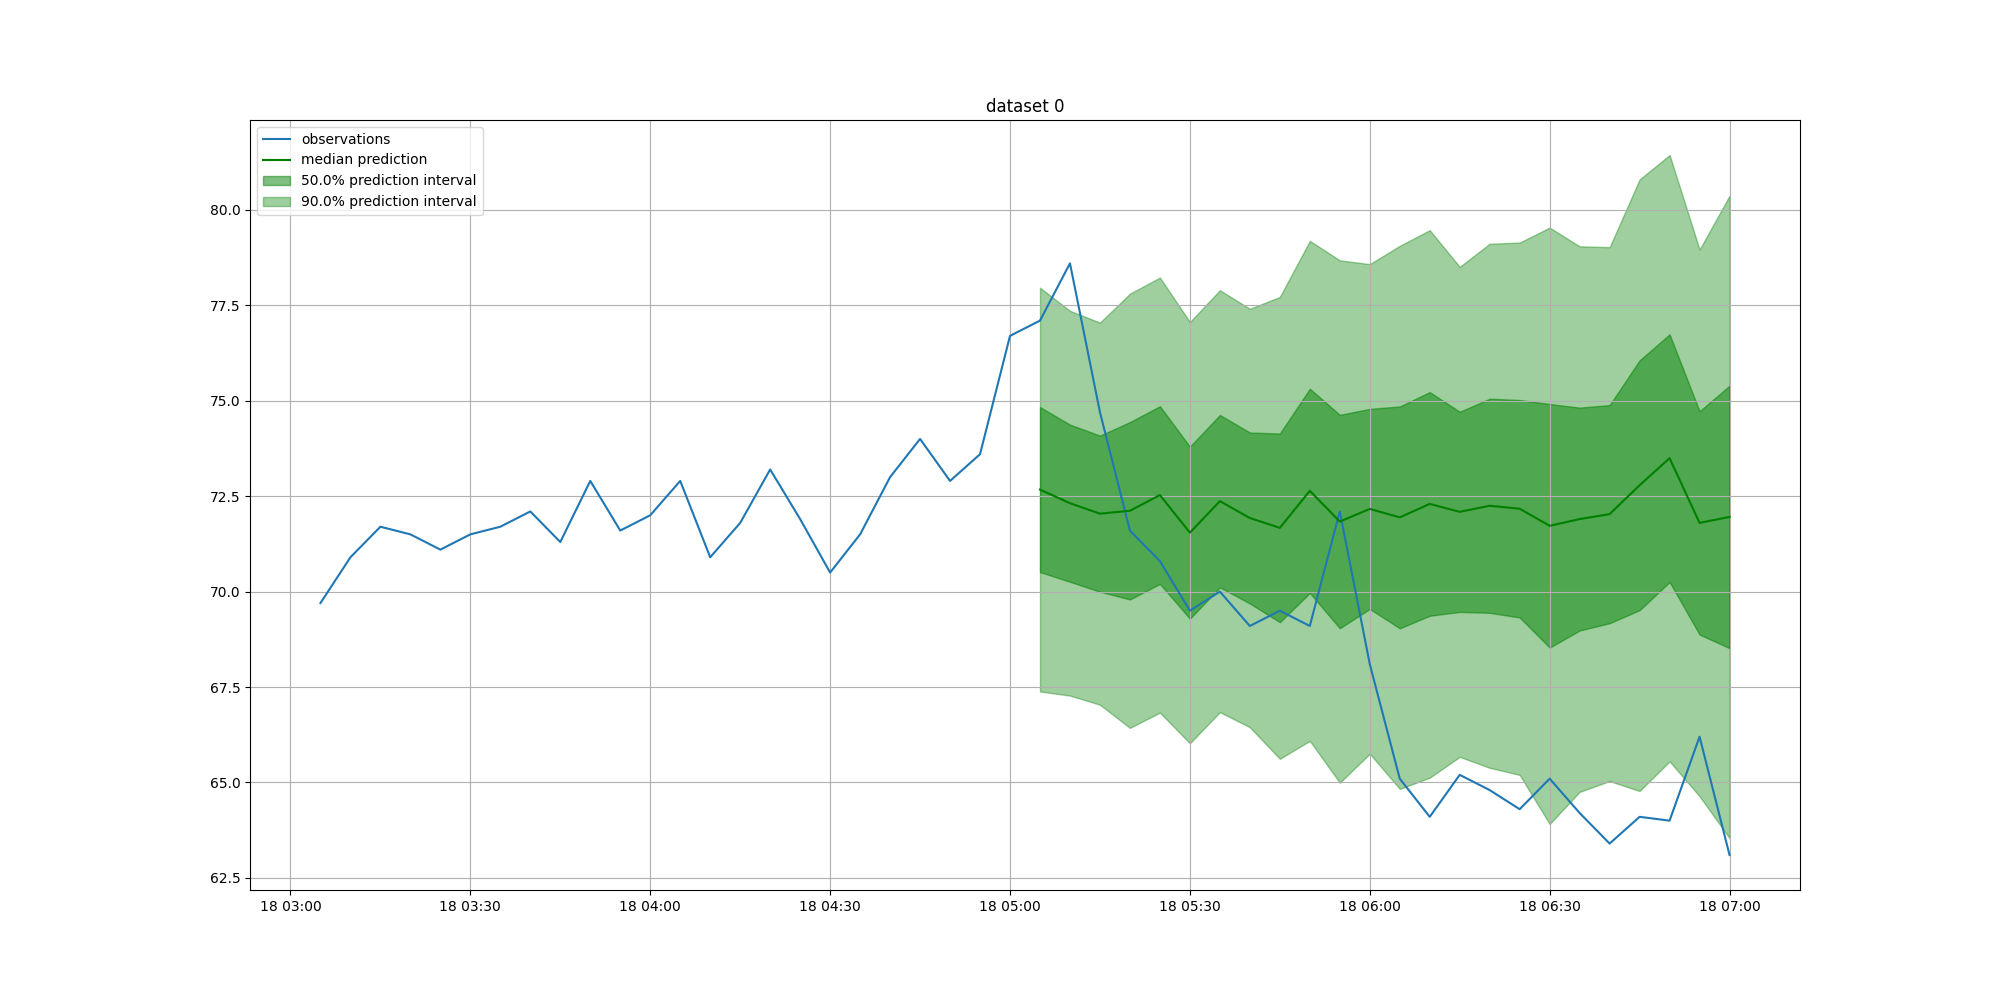 dataset 0
observations
median prediction
50.0% prediction interval
90.0% prediction interval
80.0
77.5
75.0
72.5
70.0
67.5
65.0
62.5
18 03:00 18 03:30 18 04:00 18 04:30 18 05:00 18 05:30 18 06:00 18 06:30 18 07:00